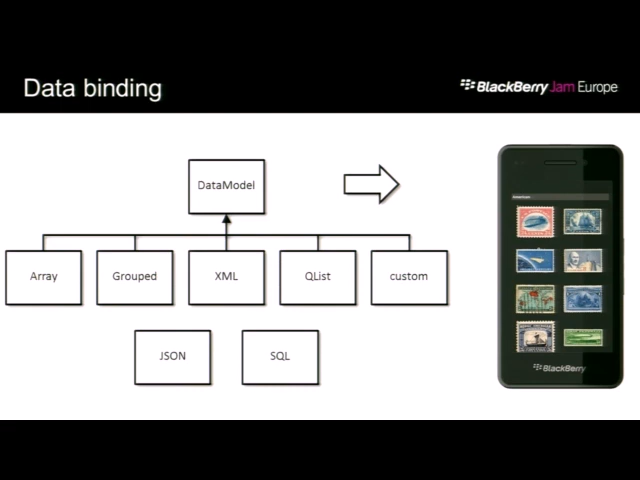 Data binding
BlackBerry Jam Europe
DataModel
Array
Grouped
XML
QList
custom
JSON
SQL
BlackBerry